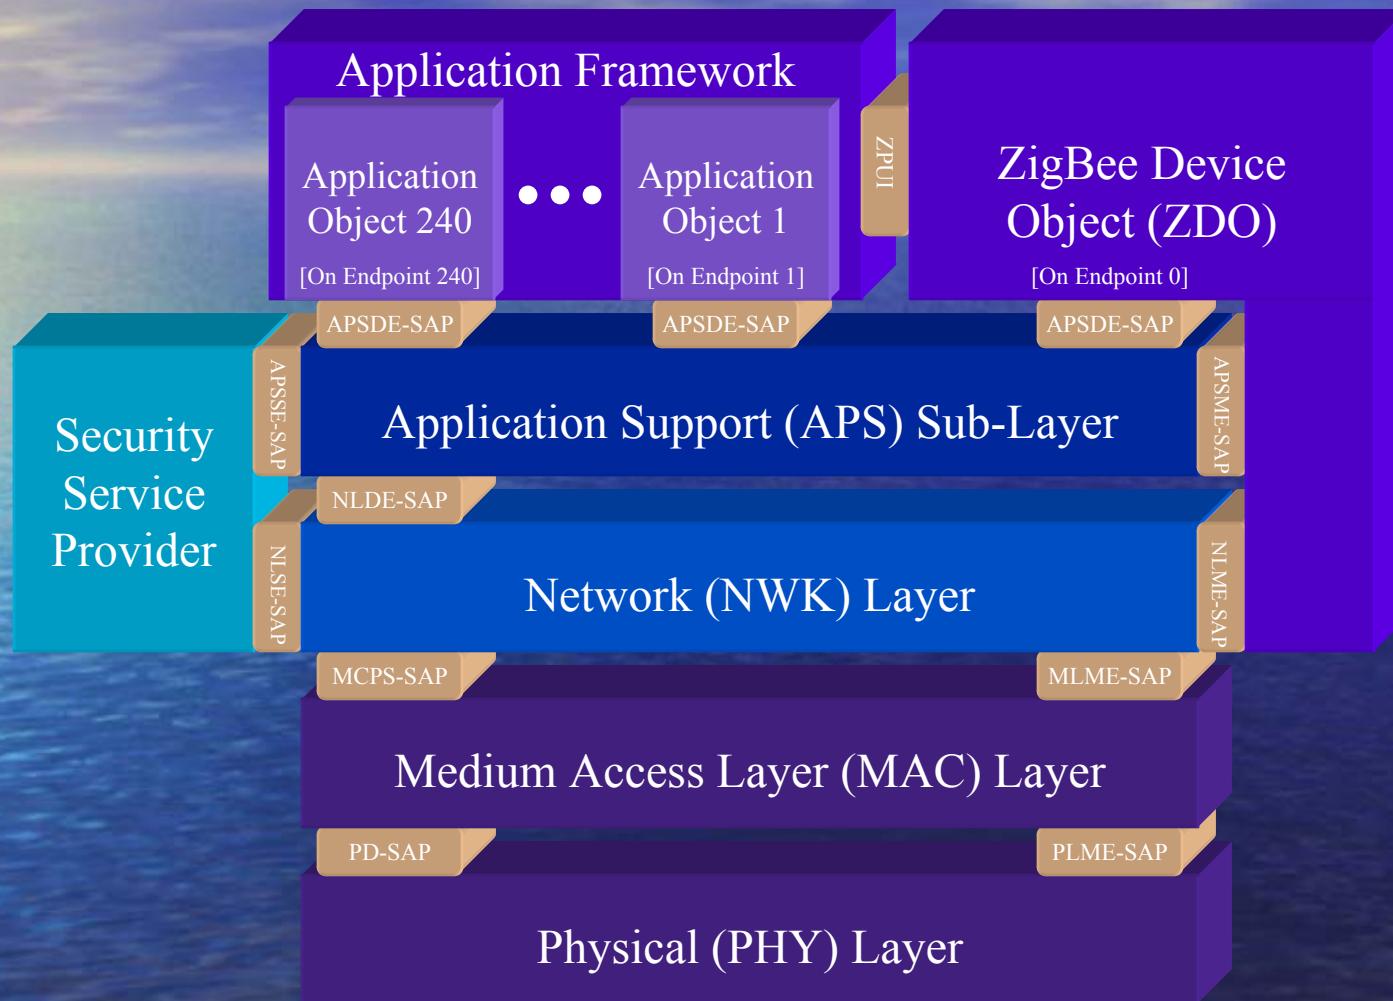 Application Framework
Application
Object 240
[On Endpoint 240]
Application
Object 1
[On Endpoint 1]
ZPUI
ZigBee Device
Object (ZDO)
[On Endpoint 0]
APSDE-SAP
APSDE-SAP
APSDE-SAP
Security
Service
Provider
APSSE-SAP
Application Support (APS) Sub-Layer
APSME-SAP
NLDE-SAP
NLSE-SAP
Network (NWK) Layer
NLME-SAP
MCPS-SAP
MLME-SAP
Medium Access Layer (MAC) Layer
PD-SAP
PLME-SAP
Physical (PHY) Layer